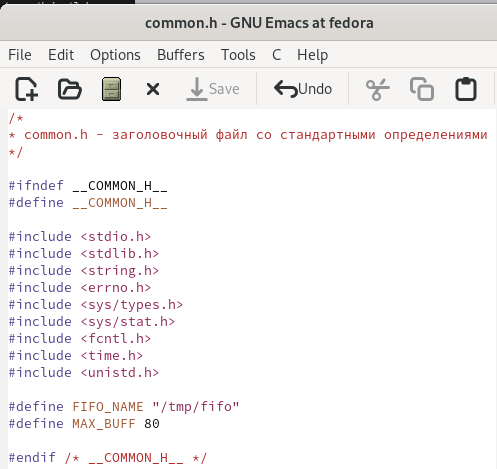 common.h - GNU Emacs at fedora
File Edit Options Buffers Tools C Help
Save Undo
/*
* common.h - заголовочный файл со стандартными определениями
*/
#ifndef __COMMON_H__
#define __COMMON_H__
#include <stdio.h>
#include <stdlib.h>
#include <string.h>
#include <errno.h>
#include <sys/types.h>
#include <sys/stat.h>
#include <fcntl.h>
#include <time.h>
#include <unistd.h>
#define FIFO_NAME "/tmp/fifo"
#define MAX_BUFF 80
#endif /* __COMMON_H__ */